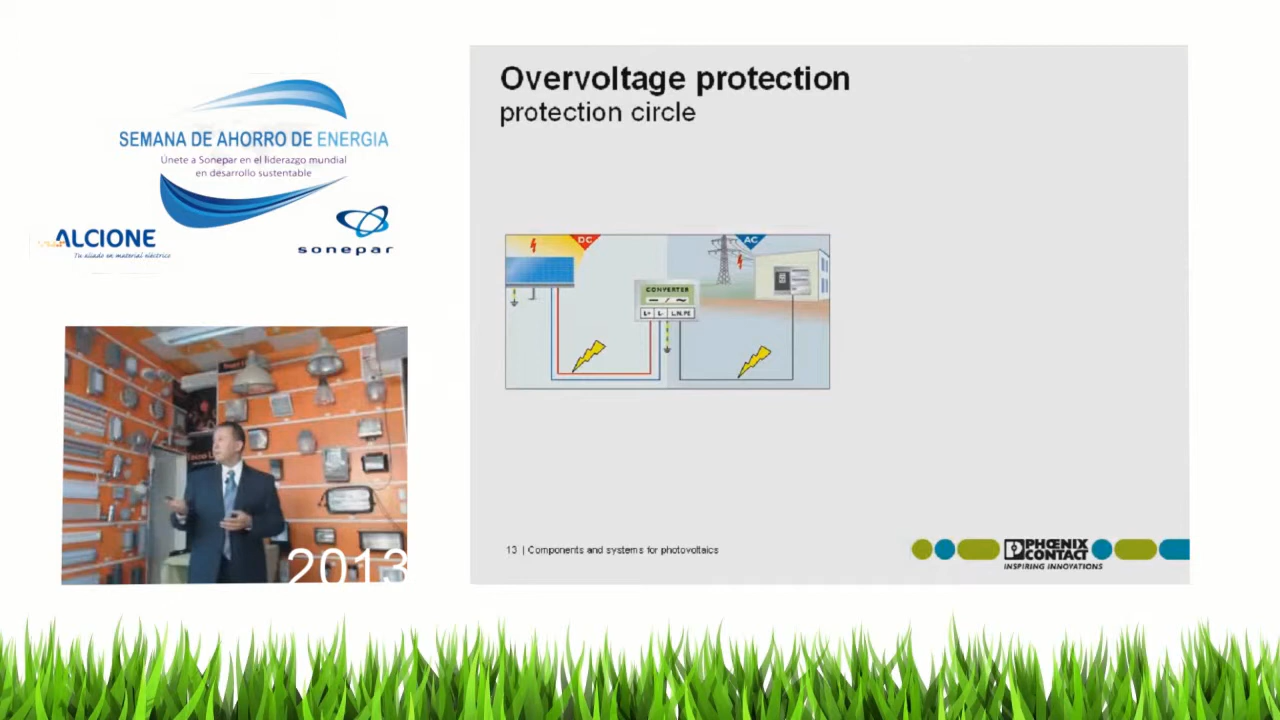 SEMANA DE AHORRO DE ENERGIA
Únete a Sonepar en el liderazgo mundial
en desarrollo sustentable
ALCIONE
Tu aliado en material eléctrico
sonepar
2013
Overvoltage protection
protection circle
DC
AC
CONVERTER
L+ L- L,N,PE
13 | Components and systems for photovoltaics
PHŒNIX
CONTACT
INSPIRING INNOVATIONS